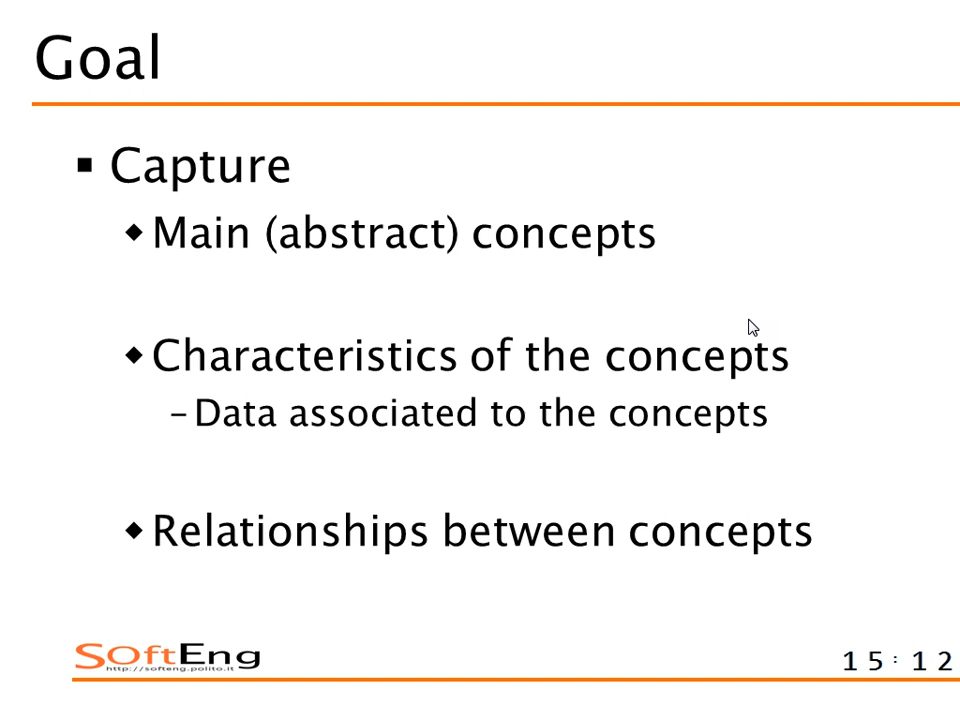 Goal
▪ Capture
◆ Main (abstract) concepts
◆ Characteristics of the concepts
– Data associated to the concepts
◆ Relationships between concepts
SOftEng
http://softeng.polito.it
15:12